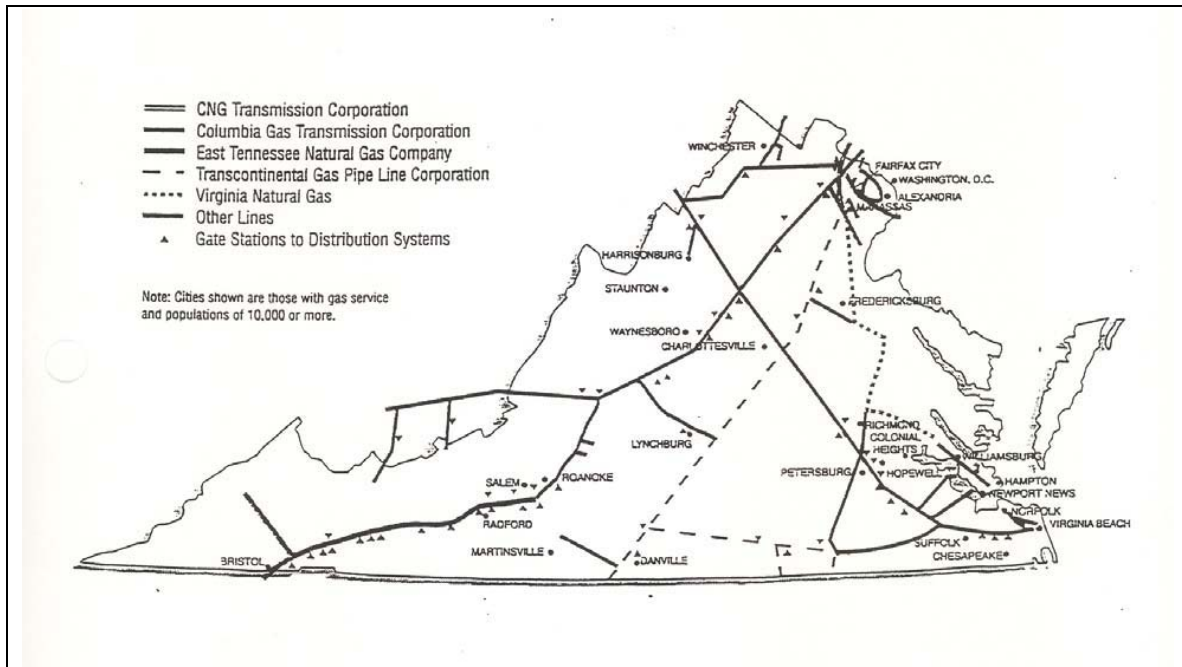 CNG Transmission Corporation
Columbia Gas Transmission Corporation
East Tennessee Natural Gas Company
Transcontinental Gas Pipe Line Corporation
Virginia Natural Gas
Other Lines
Gate Stations to Distribution Systems
Note: Cities shown are those with gas service
and populations of 10,000 or more.
WINCHESTER
FAIRFAX CITY
WASHINGTON, D.C.
ALEXANDRIA
MANASSAS
HARRISONBURG
STAUNTON
FREDERICKSBURG
WAYNESBORO
CHARLOTTESVILLE
RICHMOND
COLONIAL
HEIGHTS
LYNCHBURG
WILLIAMSBURG
PETERSBURG
HOPEWELL
SALEM
ROANOKE
HAMPTON
NEWPORT NEWS
RADFORD
NORFOLK
VIRGINIA BEACH
SUFFOLK
MARTINSVILLE
CHESAPEAKE
BRISTOL
DANVILLE